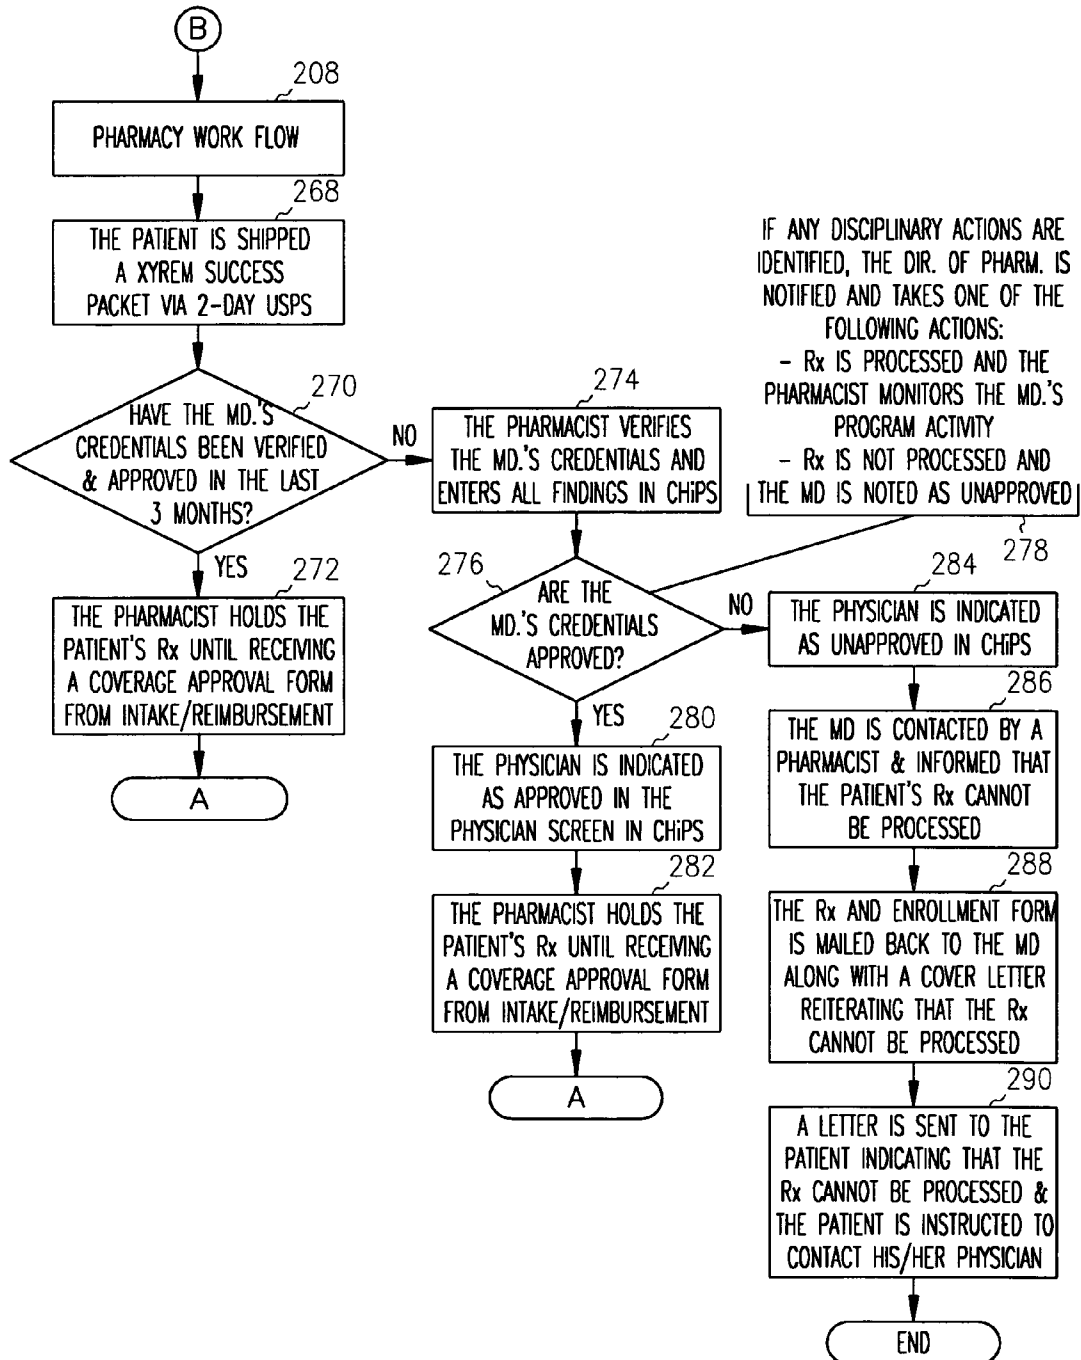 B
208
PHARMACY WORK FLOW
268
THE PATIENT IS SHIPPED
A XYREM SUCCESS
PACKET VIA 2-DAY USPS
270
HAVE THE MD.'S
CREDENTIALS BEEN VERIFIED
& APPROVED IN THE LAST
3 MONTHS?
NO
YES
272
THE PHARMACIST HOLDS THE
PATIENT'S Rx UNTIL RECEIVING
A COVERAGE APPROVAL FORM
FROM INTAKE/REIMBURSEMENT
A
274
THE PHARMACIST VERIFIES
THE MD.'S CREDENTIALS AND
ENTERS ALL FINDINGS IN CHiPS
IF ANY DISCIPLINARY ACTIONS ARE
IDENTIFIED, THE DIR. OF PHARM. IS
NOTIFIED AND TAKES ONE OF THE
FOLLOWING ACTIONS:
- Rx IS PROCESSED AND THE
PHARMACIST MONITORS THE MD.'S
PROGRAM ACTIVITY
- Rx IS NOT PROCESSED AND
THE MD IS NOTED AS UNAPPROVED
278
276
ARE THE
MD.'S CREDENTIALS
APPROVED?
NO
YES
280
THE PHYSICIAN IS INDICATED
AS APPROVED IN THE
PHYSICIAN SCREEN IN CHiPS
282
THE PHARMACIST HOLDS THE
PATIENT'S Rx UNTIL RECEIVING
A COVERAGE APPROVAL FORM
FROM INTAKE/REIMBURSEMENT
A
284
THE PHYSICIAN IS INDICATED
AS UNAPPROVED IN CHiPS
286
THE MD IS CONTACTED BY A
PHARMACIST & INFORMED THAT
THE PATIENT'S Rx CANNOT
BE PROCESSED
288
THE Rx AND ENROLLMENT FORM
IS MAILED BACK TO THE MD
ALONG WITH A COVER LETTER
REITERATING THAT THE Rx
CANNOT BE PROCESSED
290
A LETTER IS SENT TO THE
PATIENT INDICATING THAT THE
Rx CANNOT BE PROCESSED &
THE PATIENT IS INSTRUCTED TO
CONTACT HIS/HER PHYSICIAN
END